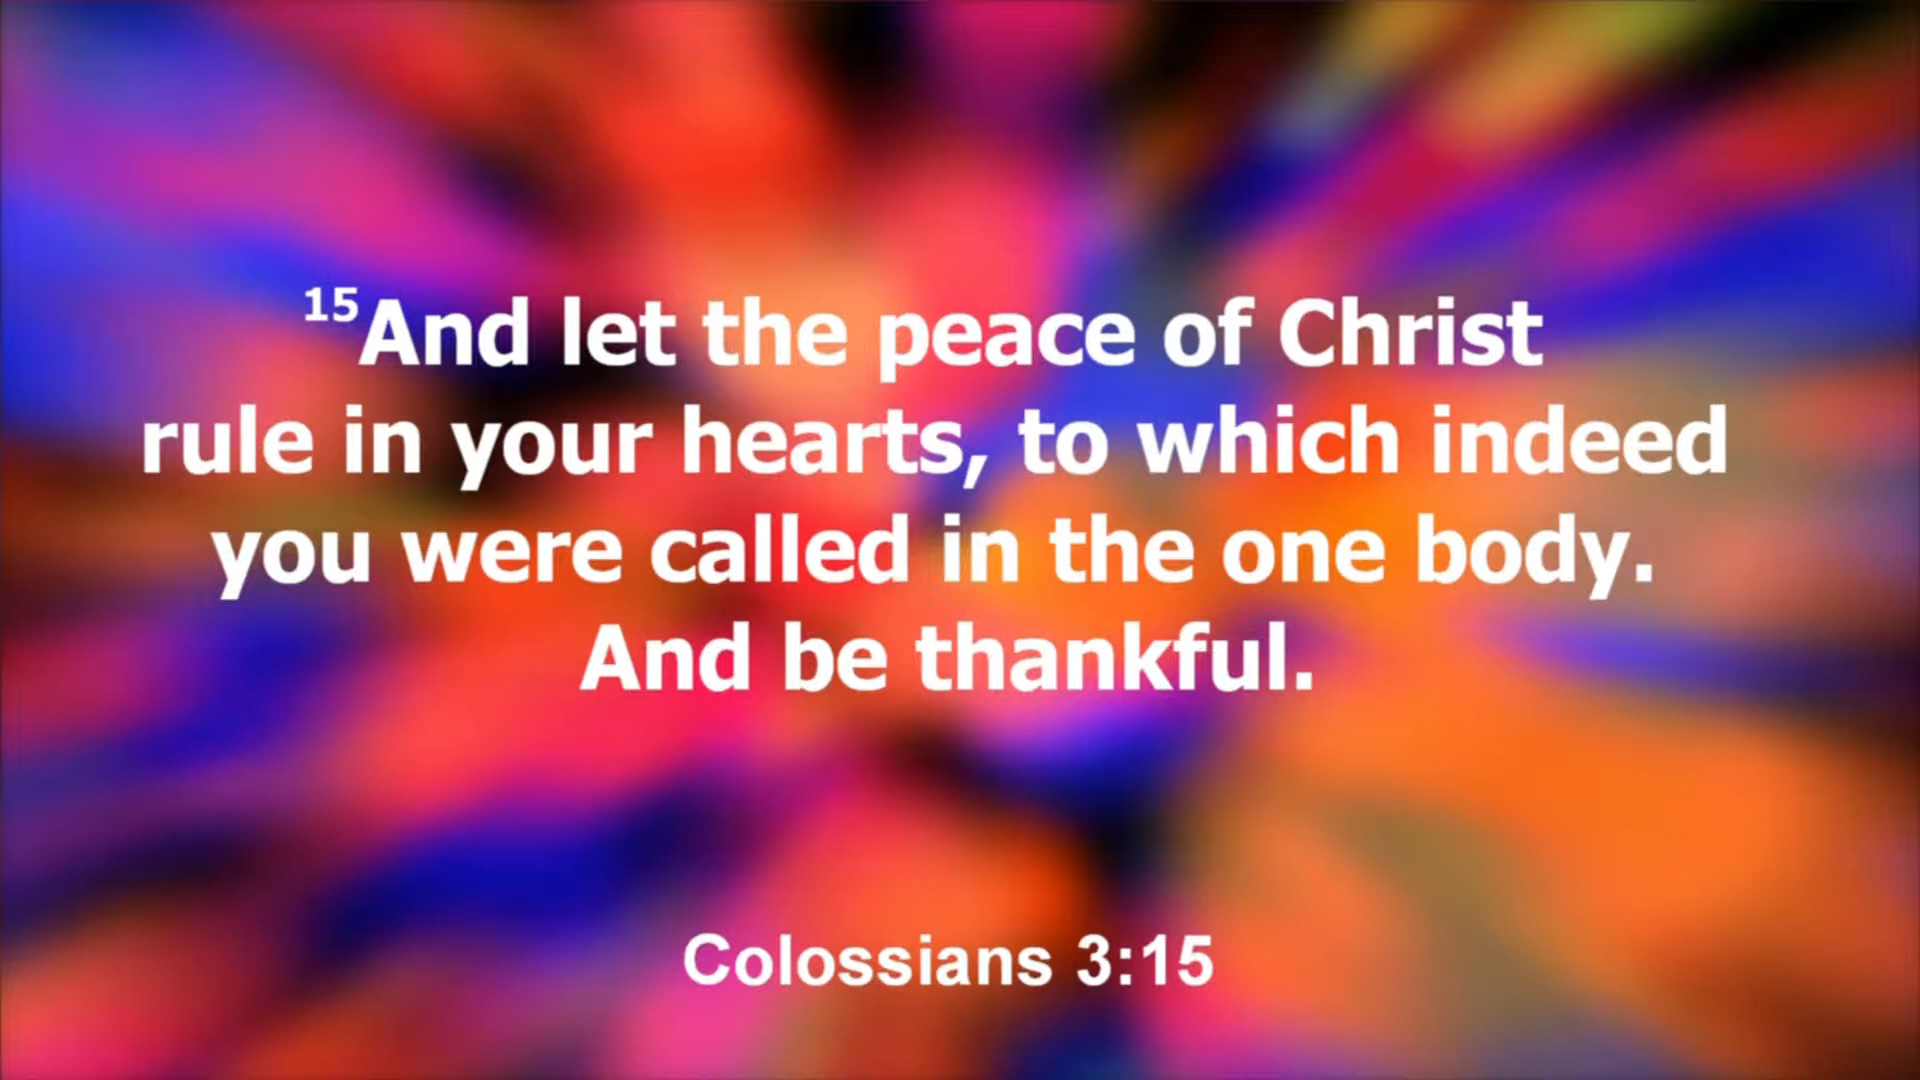 15And let the peace of Christ
rule in your hearts, to which indeed
you were called in the one body.
And be thankful.
Colossians 3:15